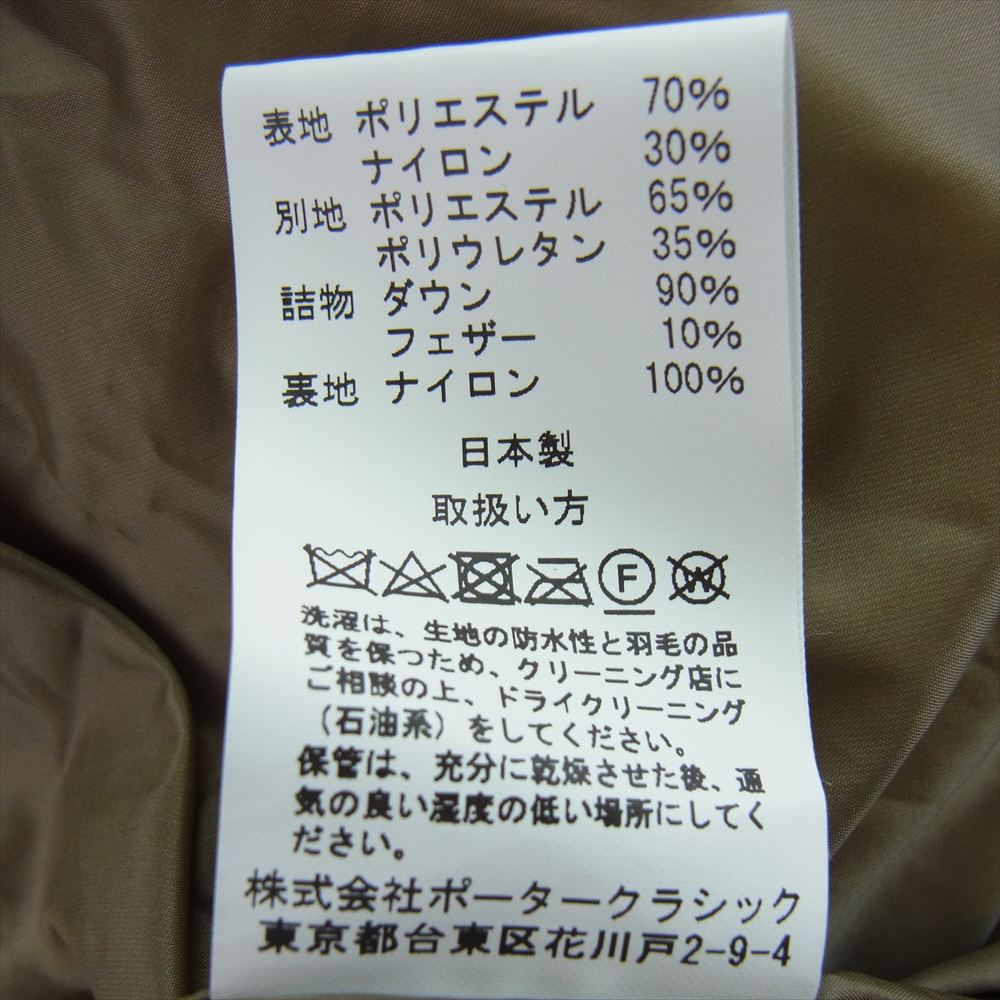 表地 ポリエステル 70%
ナイロン 30%
別地 ポリエステル 65%
ポリウレタン 35%
詰物 ダウン 90%
フェザー 10%
裏地 ナイロン 100%
日本製
取扱い方
F W
洗濯は、生地の防水性と羽毛の品
質を保つため、クリーニング店に
ご相談の上、ドライクリーニング
(石油系)をしてください。
保管は、充分に乾燥させた後、通
気の良い湿度の低い場所にしてく
ださい。
株式会社ポータークラシック
東京都台東区花川戸2-9-4